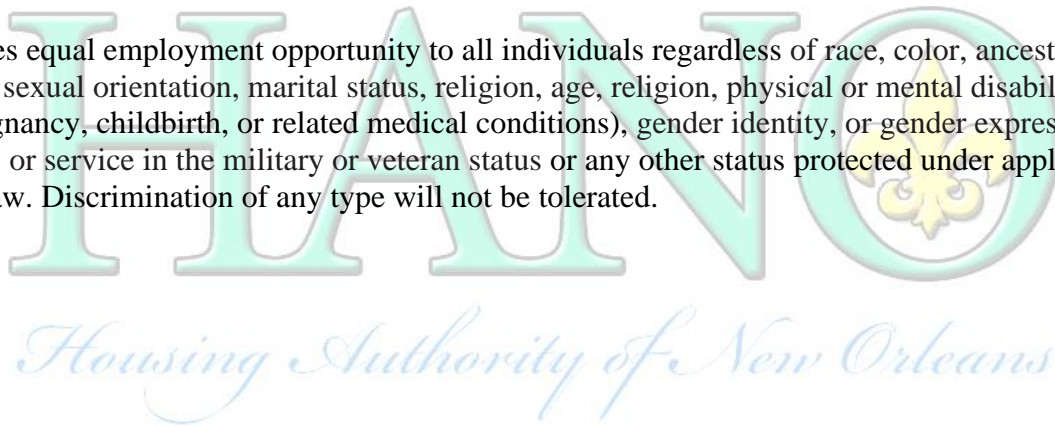 es equal employment opportunity to all individuals regardless of race, color, ancest
sexual orientation, marital status, religion, age, religion, physical or mental disabil
gnancy, childbirth, or related medical conditions), gender identity, or gender expres
or service in the military or veteran status or any other status protected under appl
aw. Discrimination of any type will not be tolerated.
HANO
Housing Authority of New Orleans